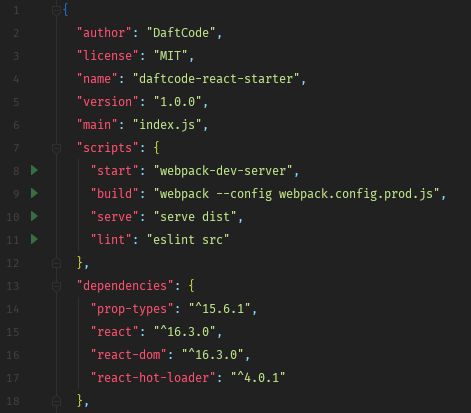 1 {
2 "author": "DaftCode",
3 "license": "MIT",
4 "name": "daftcode-react-starter",
5 "version": "1.0.0",
6 "main": "index.js",
7 "scripts": {
8 "start": "webpack-dev-server",
9 "build": "webpack --config webpack.config.prod.js",
10 "serve": "serve dist",
11 "lint": "eslint src"
12 },
13 "dependencies": {
14 "prop-types": "^15.6.1",
15 "react": "^16.3.0",
16 "react-dom": "^16.3.0",
17 "react-hot-loader": "^4.0.1"
18 },